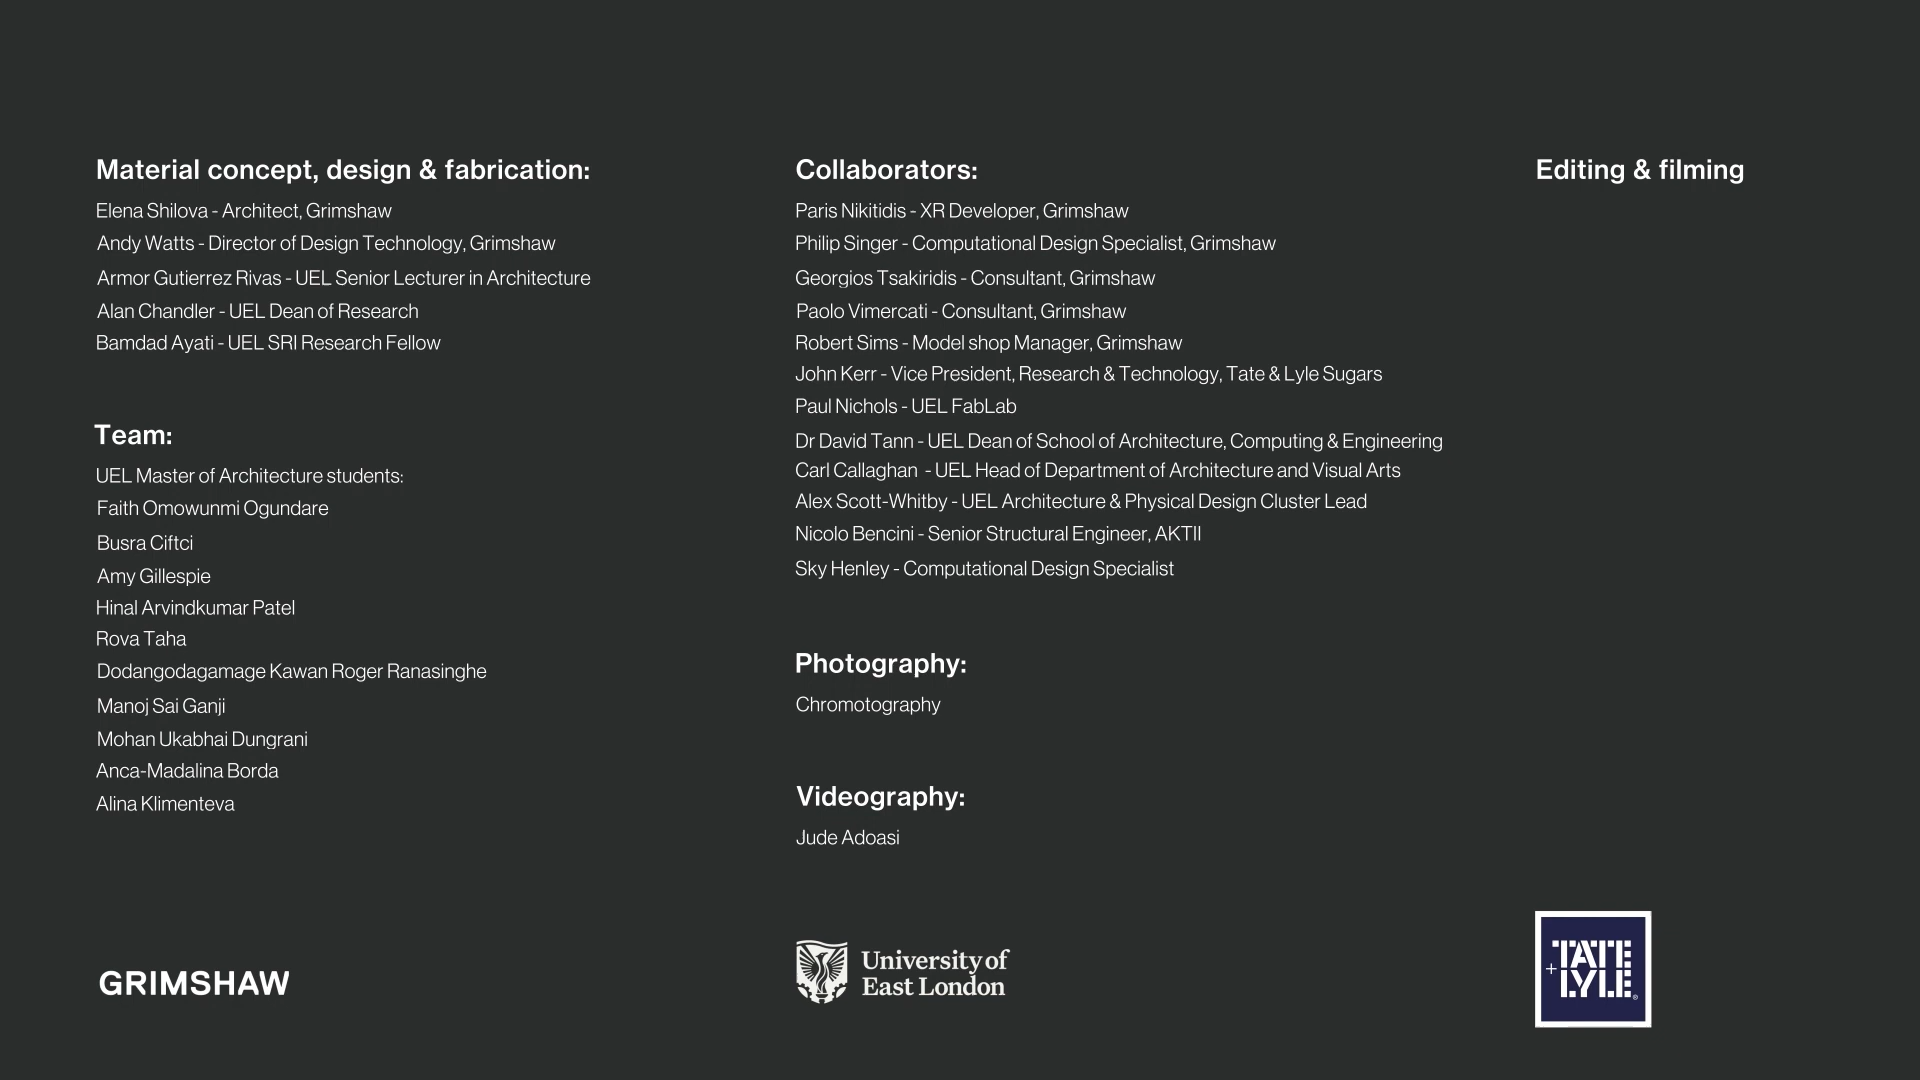 Material concept, design & fabrication:
Elena Shilova - Architect, Grimshaw
Andy Watts - Director of Design Technology, Grimshaw
Armor Gutierrez Rivas - UEL Senior Lecturer in Architecture
Alan Chandler - UEL Dean of Research
Bamdad Ayati - UEL SRI Research Fellow
Team:
UEL Master of Architecture students:
Faith Omowunmi Ogundare
Busra Ciftci
Amy Gillespie
Hinal Arvindkumar Patel
Rova Taha
Dodangodagamage Kawan Roger Ranasinghe
Manoj Sai Ganji
Mohan Ukabhai Dungrani
Anca-Madalina Borda
Alina Klimenteva
Collaborators:
Paris Nikitidis - XR Developer, Grimshaw
Philip Singer - Computational Design Specialist, Grimshaw
Georgios Tsakiridis - Consultant, Grimshaw
Paolo Vimercati - Consultant, Grimshaw
Robert Sims - Model shop Manager, Grimshaw
John Kerr - Vice President, Research & Technology, Tate & Lyle Sugars
Paul Nichols - UEL FabLab
Dr David Tann - UEL Dean of School of Architecture, Computing & Engineering
Carl Callaghan - UEL Head of Department of Architecture and Visual Arts
Alex Scott-Whitby - UEL Architecture & Physical Design Cluster Lead
Nicolo Bencini - Senior Structural Engineer, AKTII
Sky Henley - Computational Design Specialist
Photography:
Chromotography
Videography:
Jude Adoasi
Editing & filming
GRIMSHAW
University of
East London
TATE
+LYLE®